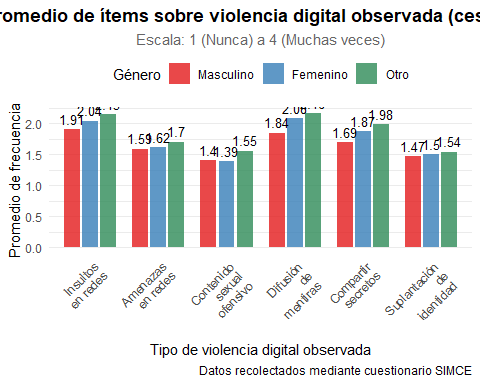 romedio de ítems sobre violencia digital observada (ces
Escala: 1 (Nunca) a 4 (Muchas veces)
Género Masculino Femenino Otro
Promedio de frecuencia
2.0
1.5
1.0
0.5
0.0
1.91 2.04
1.59 1.62 1.7
1.4 1.39 1.55
1.84 2.08
1.69 1.87 1.98
1.47 1.5 1.54
Insultos
en redes
Amenazas
en redes
Contenido
sexual
ofensivo
Difusión
de
mentiras
Compartir
secretos
Suplantación
de
identidad
Tipo de violencia digital observada
Datos recolectados mediante cuestionario SIMCE